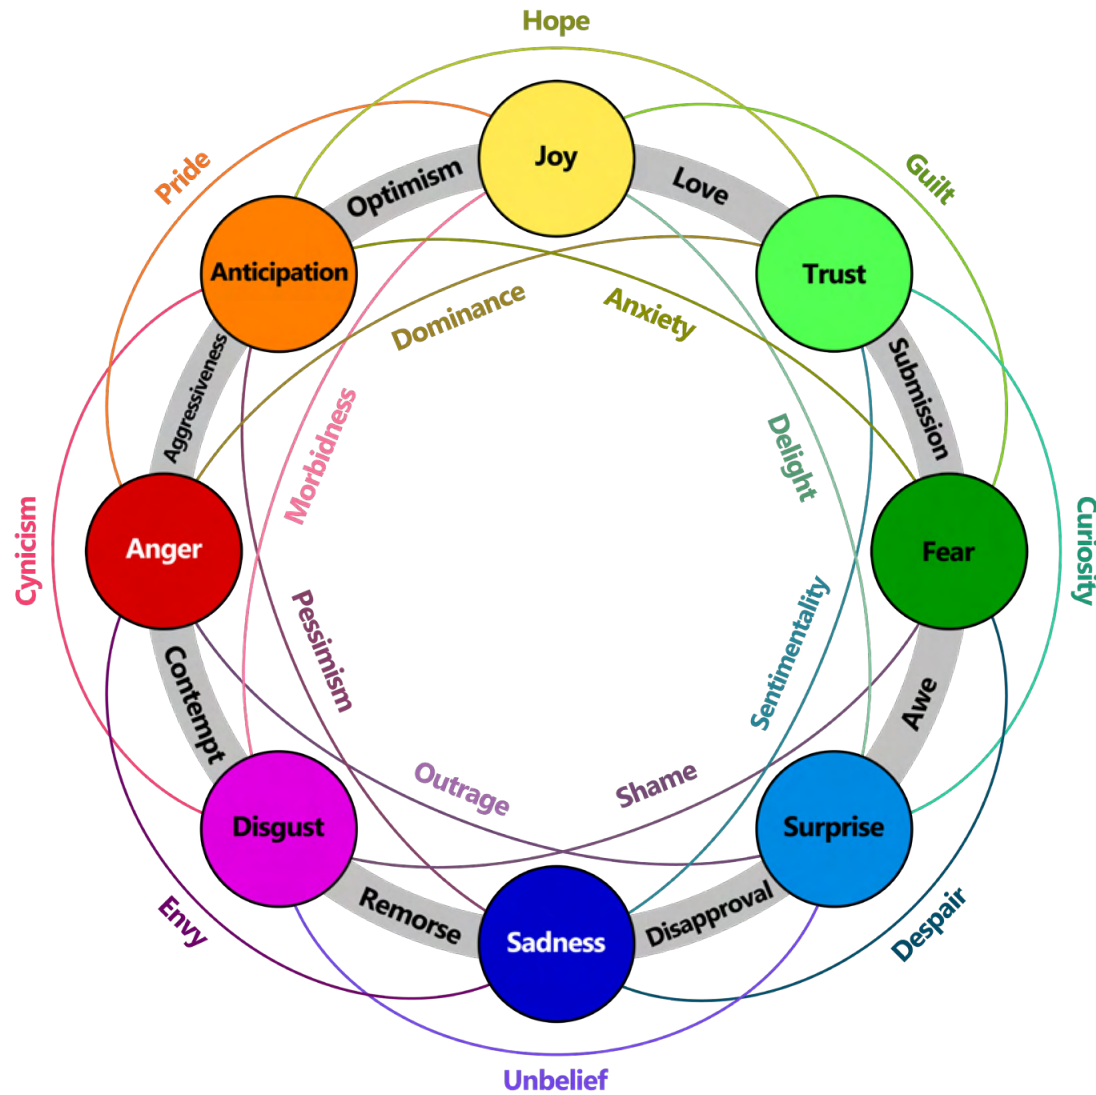 Hope
Joy
Optimism
Love
Pride
Guilt
Anticipation
Trust
Dominance
Anxiety
Aggressiveness
Submission
Morbidness
Delight
Cynicism
Anger
Fear
Curiosity
Pessimism
Sentimentality
Contempt
Awe
Outrage
Shame
Disgust
Surprise
Envy
Remorse
Sadness
Disapproval
Despair
Unbelief